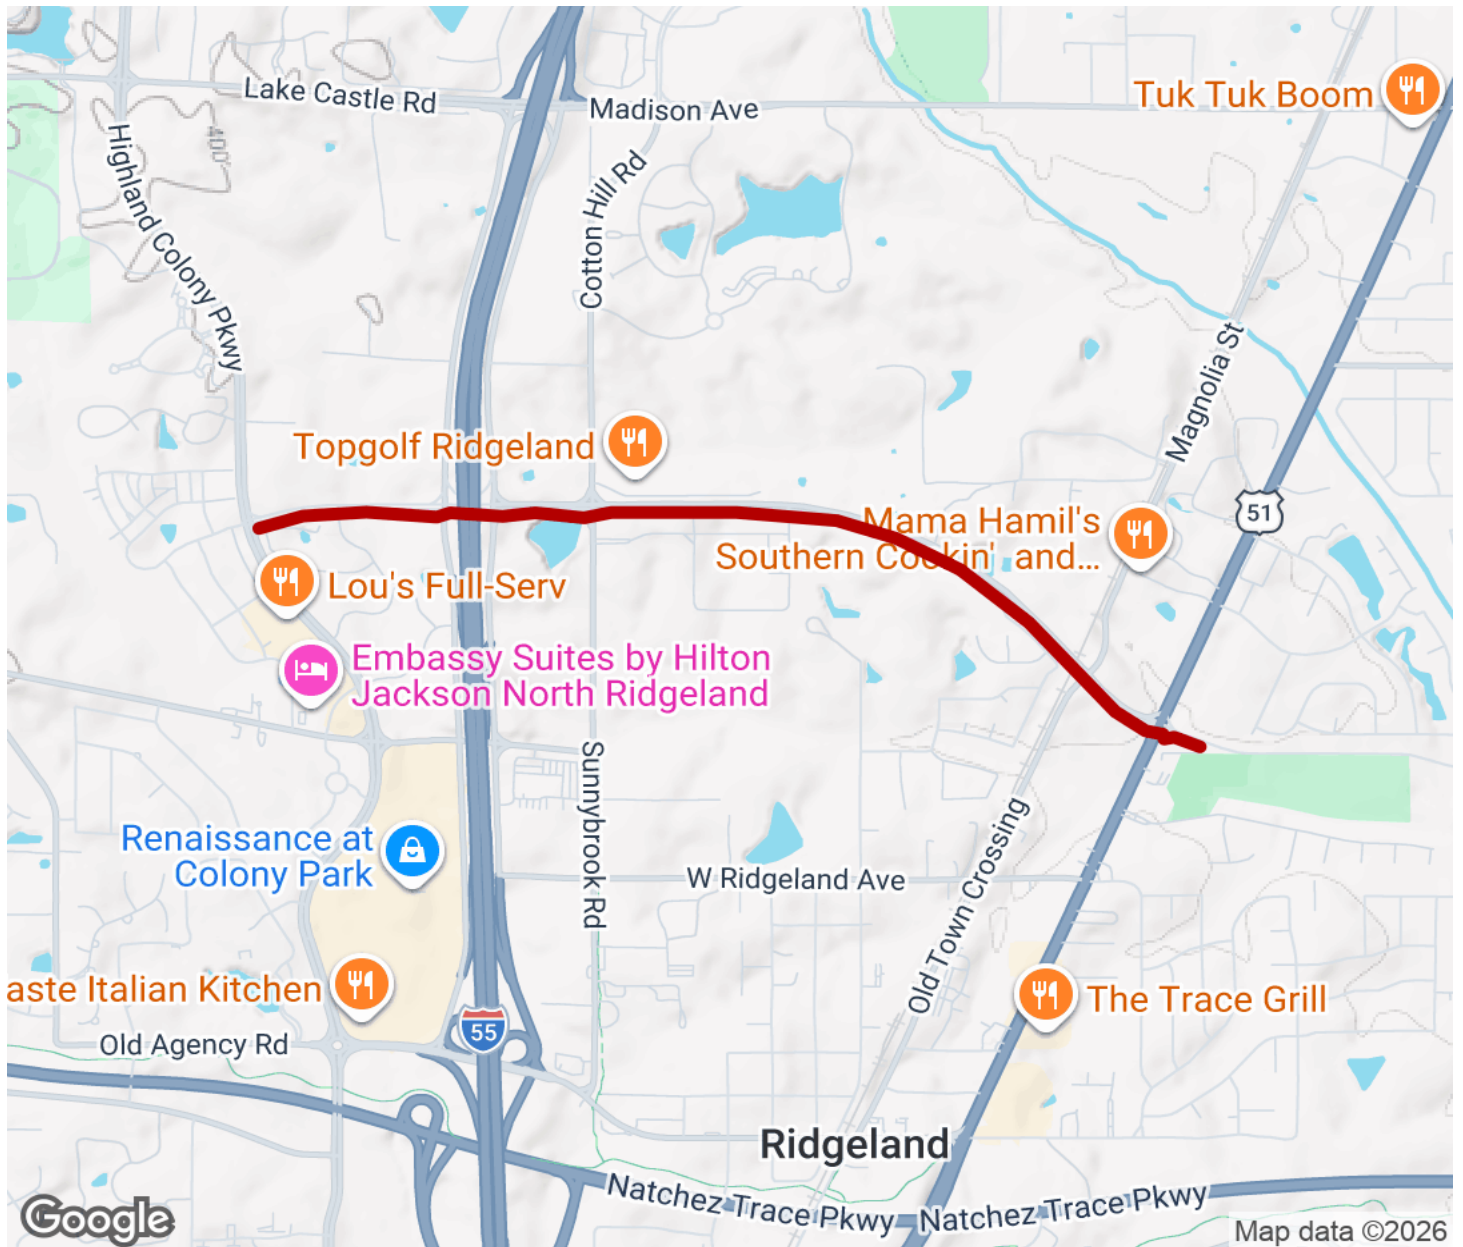 Lake Castle Rd
Madison Ave
Tuk Tuk Boom
Highland Colony Pkwy
400'
Cotton Hill Rd
Magnolia St
Topgolf Ridgeland
51
Mama Hamil's
Southern Cookin' and...
Lou's Full-Serv
Embassy Suites by Hilton
Jackson North Ridgeland
Sunnybrook Rd
Renaissance at
Colony Park
W Ridgeland Ave
Old Town Crossing
aste Italian Kitchen
The Trace Grill
55
Old Agency Rd
Ridgeland
Natchez Trace Pkwy
Natchez Trace Pkwy
Google
Map data ©2026